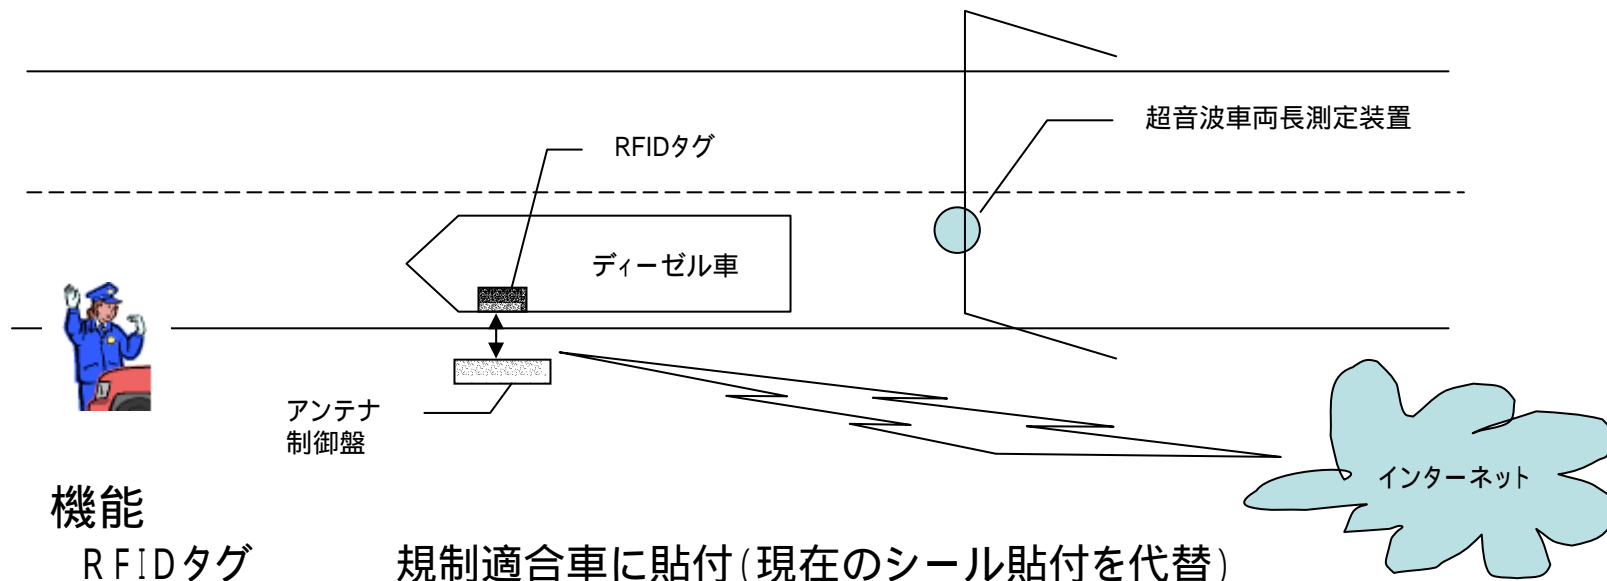 超音波車両長測定装置
RFIDタグ
ディーゼル車
アンテナ
制御盤
インターネット
機能
RFIDタグ 規制適合車に貼付(現在のシール貼付を代替)